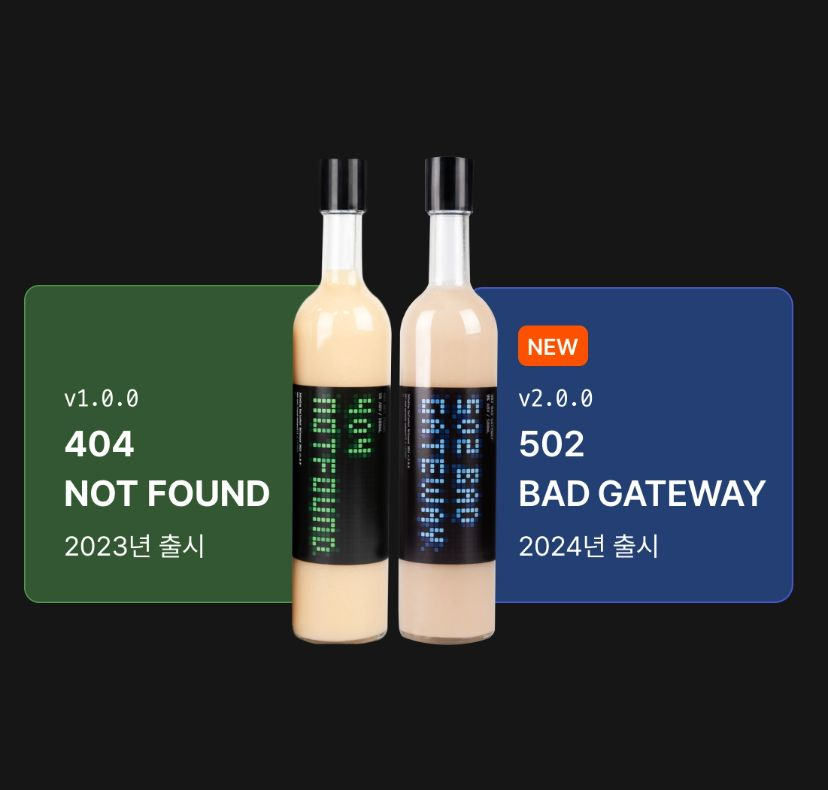 v1.0.0
404
NOT FOUND
2023년 출시
404
NOT FOUND
502 BAD
GATEWAY
NEW
v2.0.0
502
BAD GATEWAY
2024년 출시